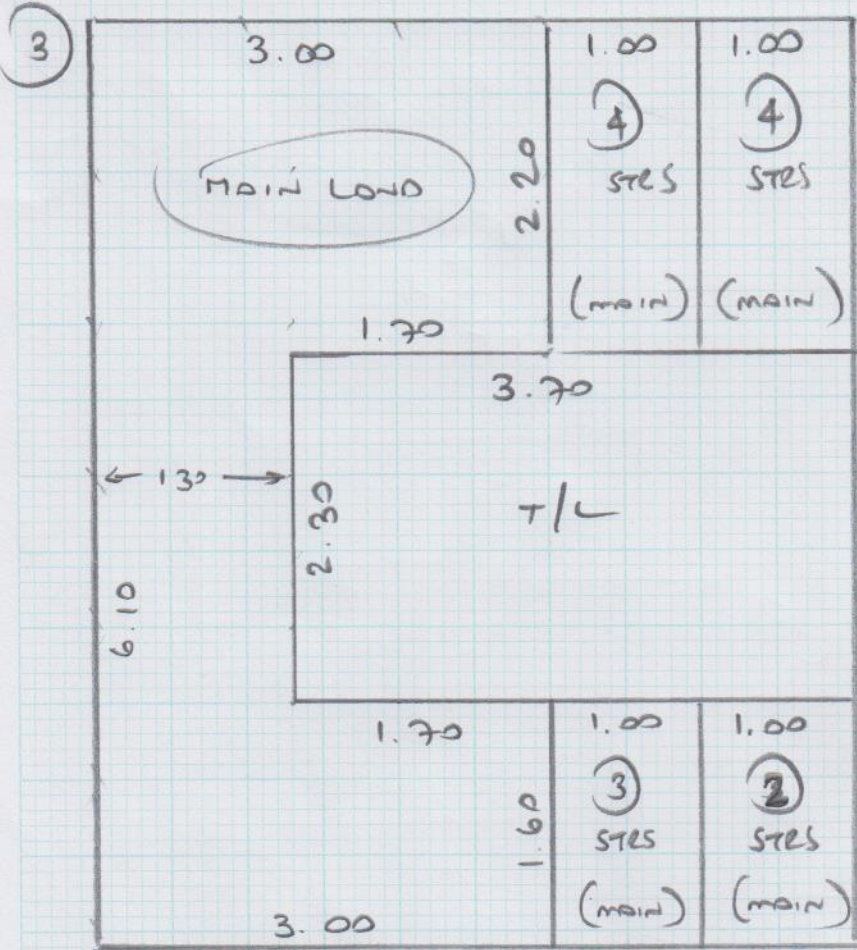 3
3.00
1.00
1.00
4
4
STRS
STRS
MAIN LAND
2.20
(MAIN)
(MAIN)
1.70
3.70
130
2.30
T/L
6.10
1.70
1.00
1.00
3
2
1.60
STRS
STRS
(MAIN)
(MAIN)
3.00